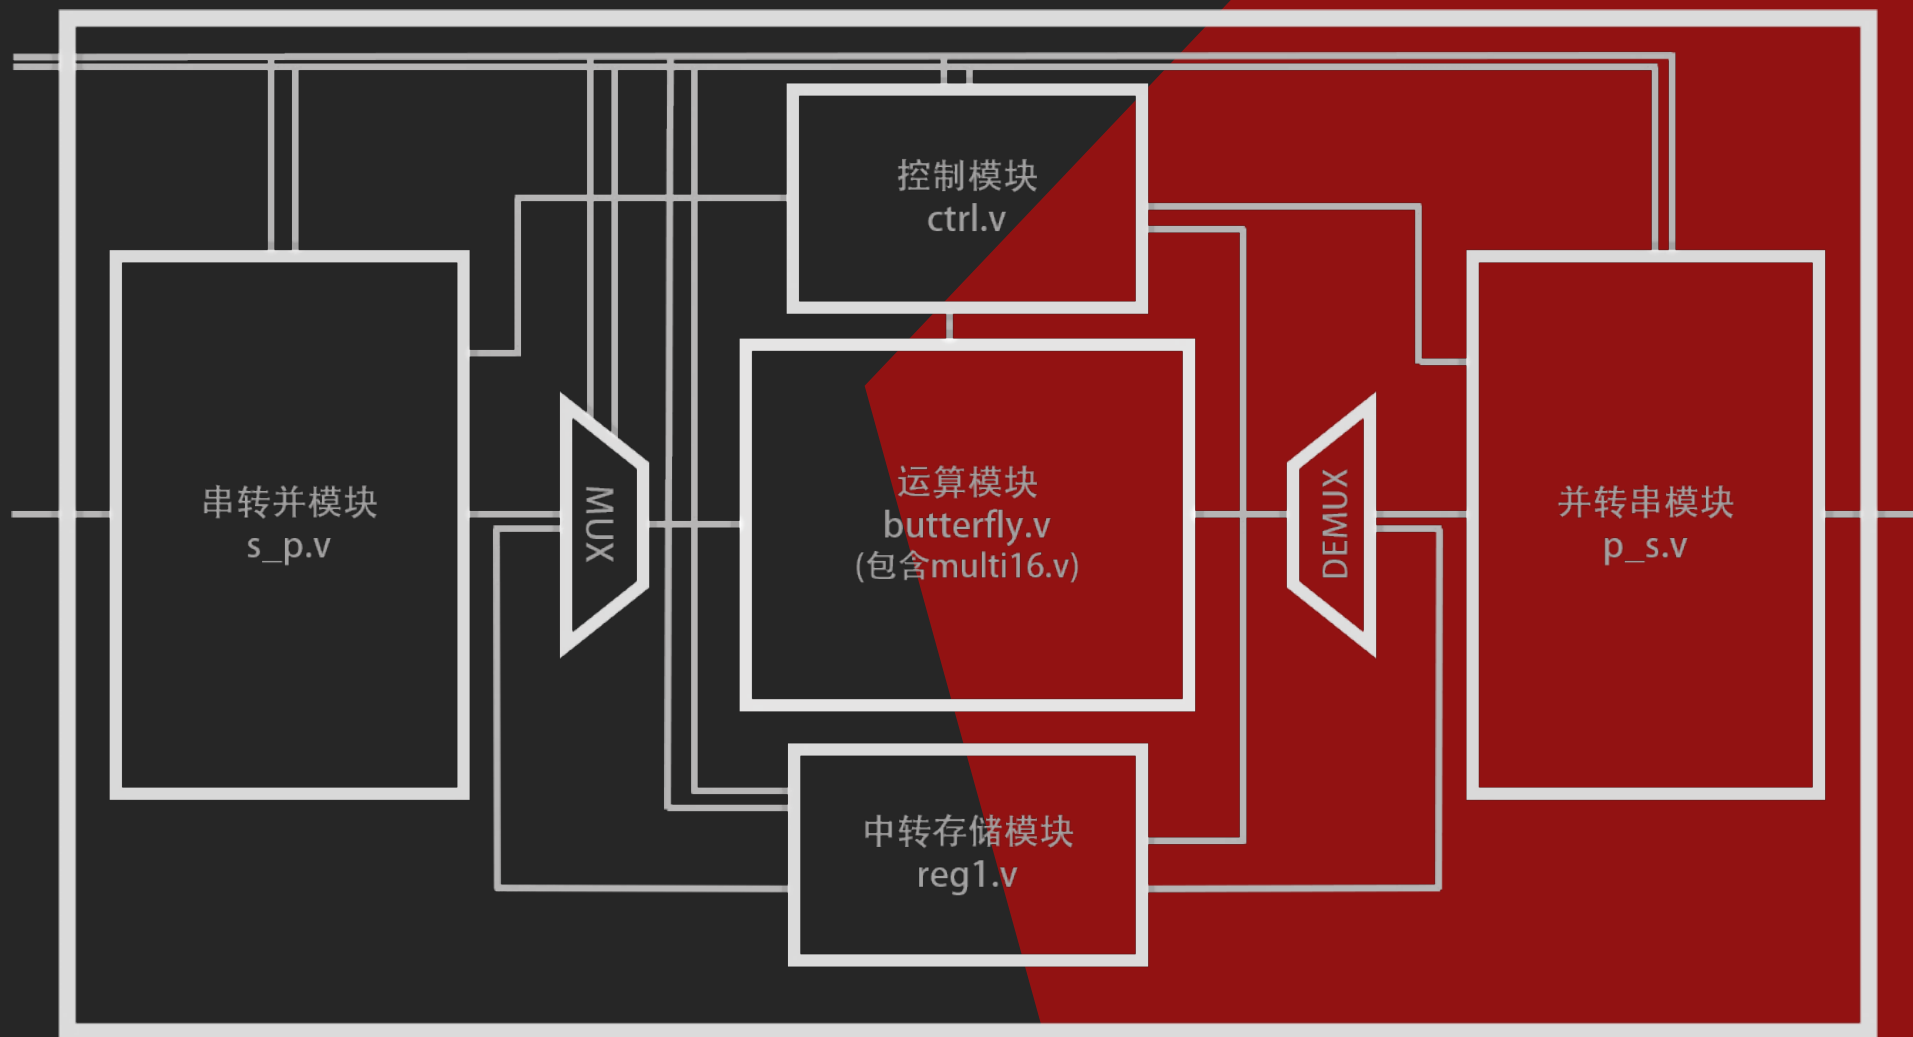 控制模块
ctrl.v
串转并模块
s_p.v
MUX
运算模块
butterfly.v
(包含multi16.v)
DEMUX
并转串模块
p_s.v
中转存储模块
reg1.v